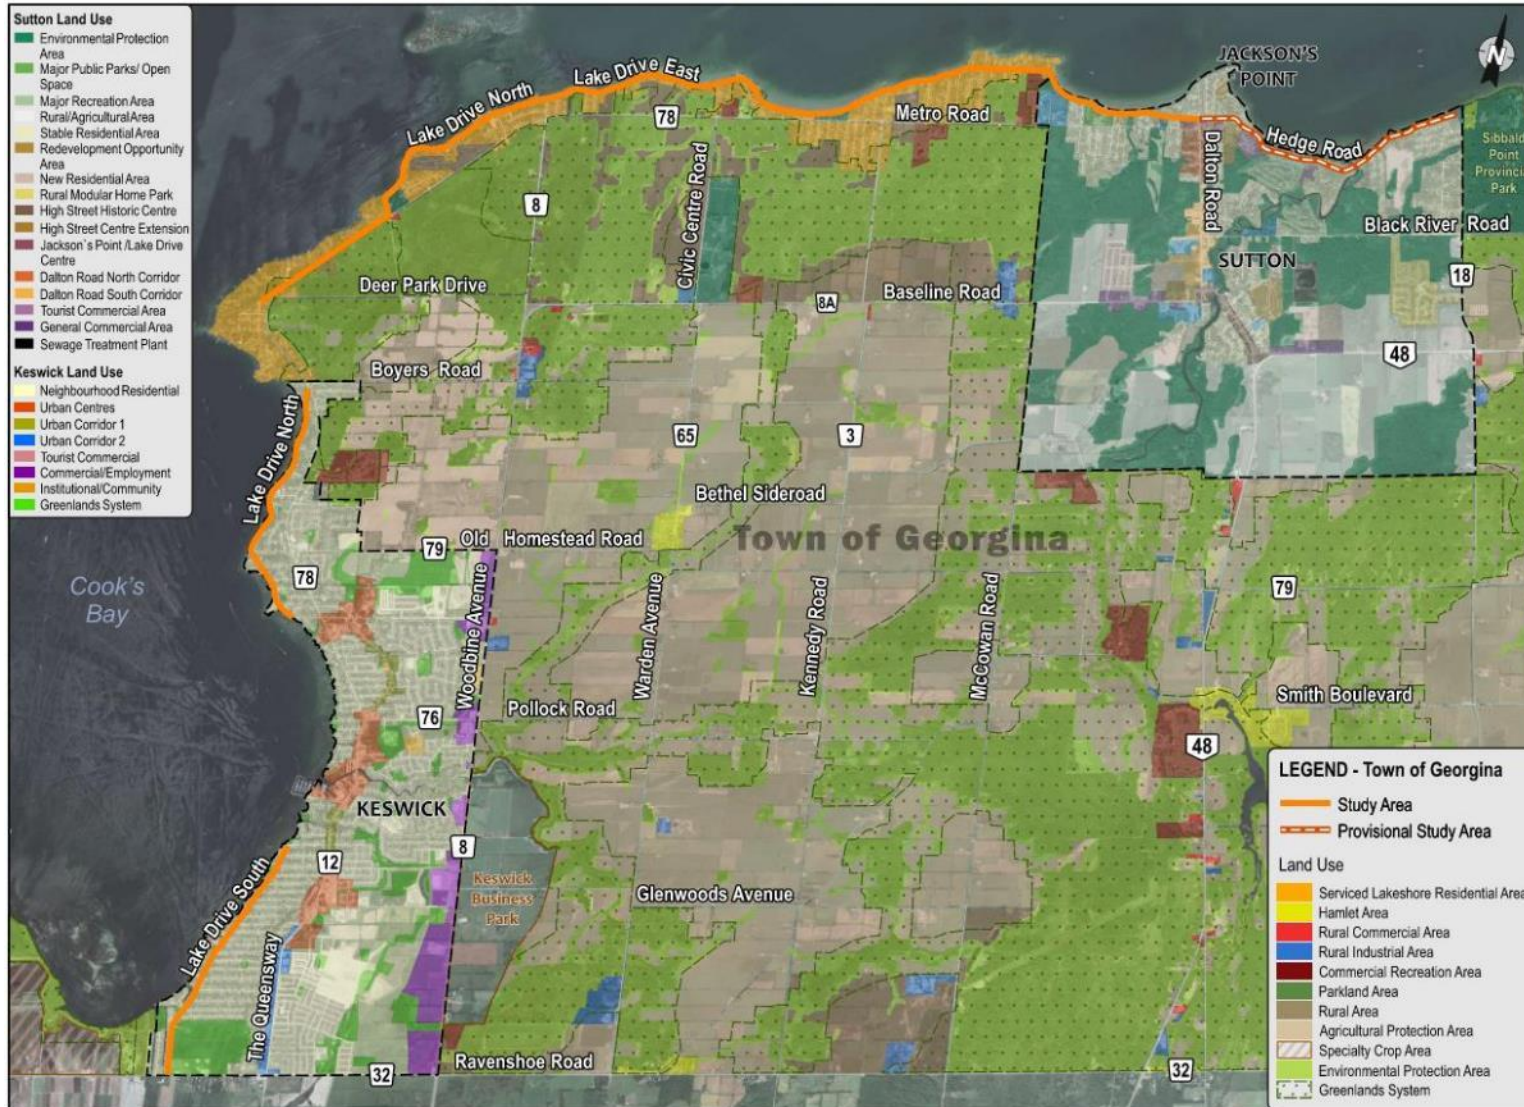 Sutton Land Use
Environmental Protection
Area
Major Public Parks/ Open
Space
Major Recreation Area
Rural/Agricultural Area
Stable Residential Area
Redevelopment Opportunity
Area
New Residential Area
Rural Modular Home Park
High Street Historic Centre
High Street Centre Extension
Jackson`s Point /Lake Drive
Centre
Dalton Road North Corridor
Dalton Road South Corridor
Tourist Commercial Area
General Commercial Area
Sewage Treatment Plant
Keswick Land Use
Neighbourhood Residential
Urban Centres
Urban Corridor 1
Urban Corridor 2
Tourist Commercial
Commercial/Employment
Institutional/Community
Greenlands System
N
JACKSON'S
POINT
Lake Drive East
Lake Drive North
78
Metro Road
Hedge Road
Dalton Road
Sibbald
Point
Provincial
Park
Civic Centre Road
8
Black River Road
SUTTON
18
Deer Park Drive
8A
Baseline Road
48
Boyers Road
Lake Drive North
65
3
Bethel Sideroad
Town of Georgina
79
Old Homestead Road
Cook's
Bay
78
Woodbine Avenue
Warden Avenue
Kennedy Road
McCowan Road
79
Smith Boulevard
76
Pollock Road
48
KESWICK
8
12
Keswick
Business
Park
Glenwoods Avenue
Lake Drive South
The Queensway
Ravenshoe Road
32
32
LEGEND - Town of Georgina
Study Area
Provisional Study Area
Land Use
Serviced Lakeshore Residential Area
Hamlet Area
Rural Commercial Area
Rural Industrial Area
Commercial Recreation Area
Parkland Area
Rural Area
Agricultural Protection Area
Specialty Crop Area
Environmental Protection Area
Greenlands System